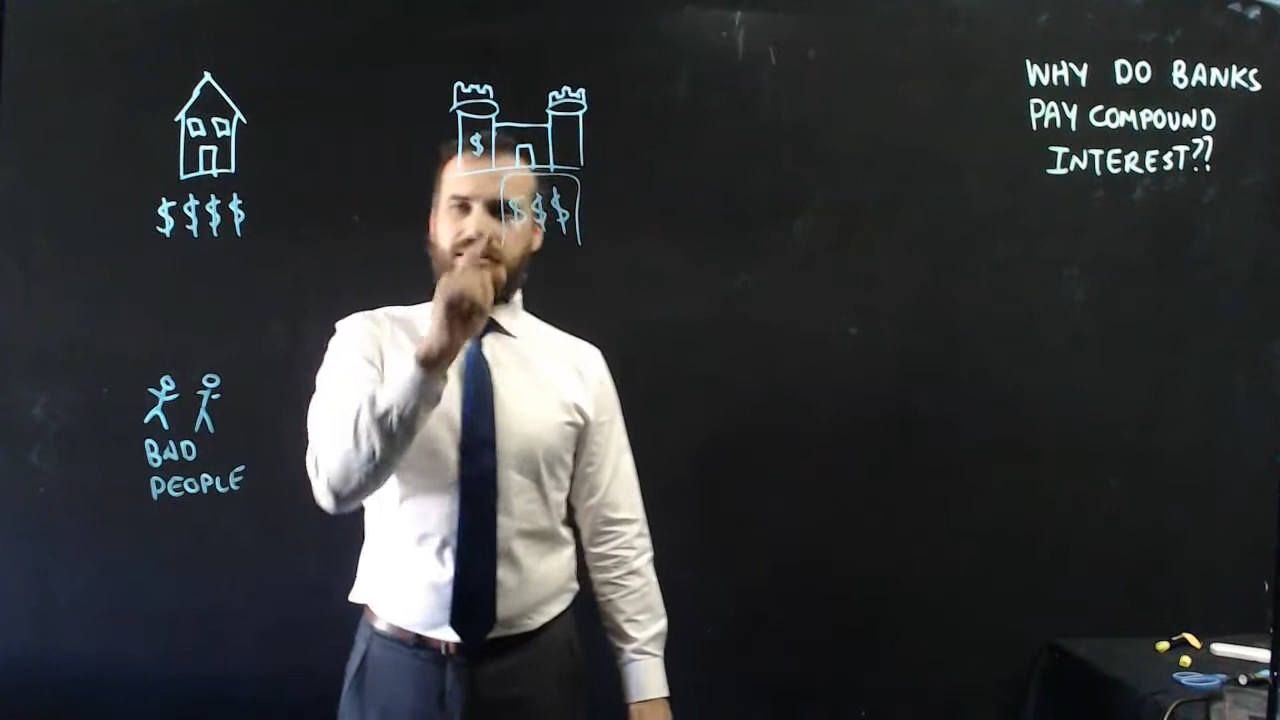 WHY DO BANKS
PAY COMPOUND
INTEREST??
$
$$$$
$$$
BAD
PEOPLE